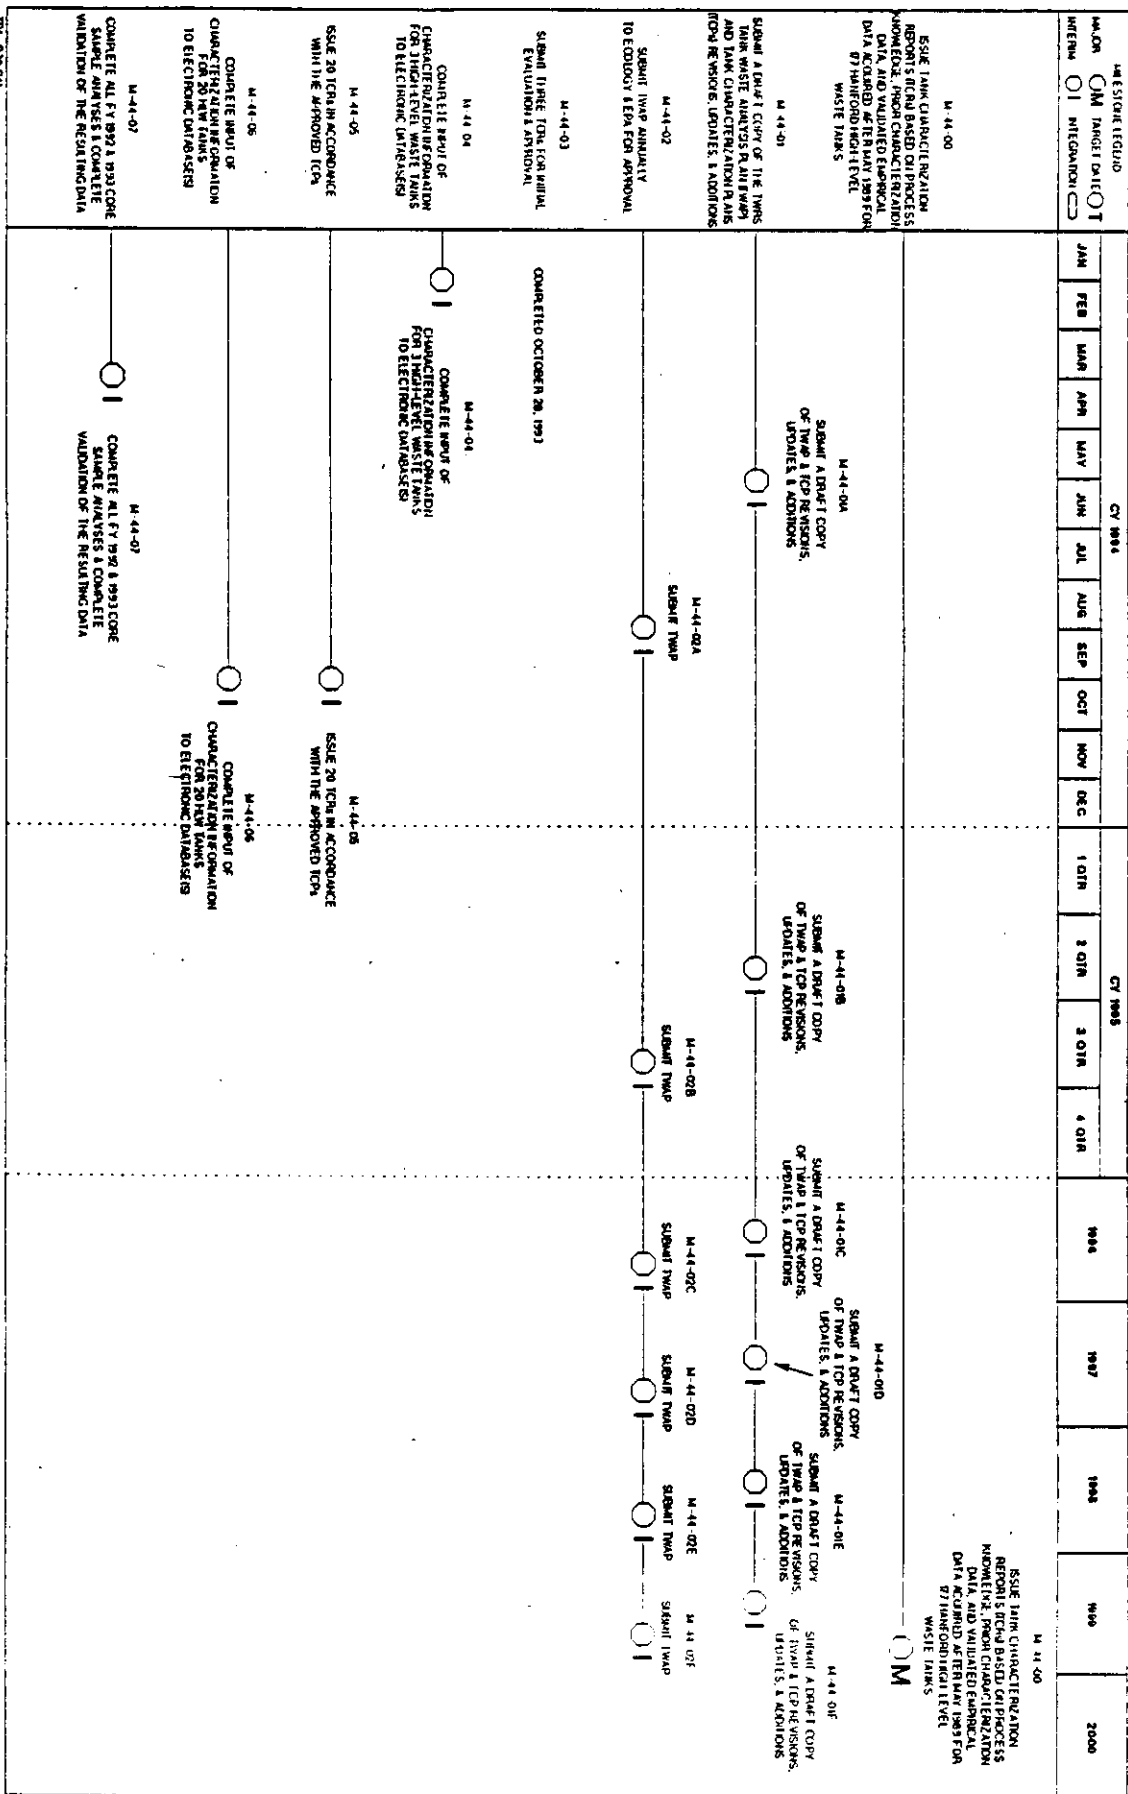 MILESTONE LEGEND
MAJOR M TARGET DATE T
INTERIM I INTEGRATION
CY 1994
CY 1995
JAN FEB MAR APR MAY JUN JUL AUG SEP OCT NOV DEC 1 QTR 2 QTR 3 QTR 4 QTR 1996 1997 1998 1999 2000
M-44-00
ISSUE TANK CHARACTERIZATION
REPORTS (TCRs) BASED ON PROCESS
KNOWLEDGE, PRIOR CHARACTERIZATION
DATA, AND VALIDATED EMPIRICAL
DATA ACQUIRED AFTER MAY 1989 FOR
177 HANFORD HIGH-LEVEL
WASTE TANKS
M
M-44-00
ISSUE TANK CHARACTERIZATION
REPORTS (TCRs) BASED ON PROCESS
KNOWLEDGE, PRIOR CHARACTERIZATION
DATA, AND VALIDATED EMPIRICAL
DATA ACQUIRED AFTER MAY 1989 FOR
177 HANFORD HIGH LEVEL
WASTE TANKS
M-44-01
SUBMIT A DRAFT COPY OF THE TWRS
TANK WASTE ANALYSIS PLAN (TWAP)
AND TANK CHARACTERIZATION PLANS
(TCPs) REVISIONS, UPDATES, & ADDITIONS
M-44-01A
SUBMIT A DRAFT COPY
OF TWAP & TCP REVISIONS,
UPDATES, & ADDITIONS
I
M-44-01B
SUBMIT A DRAFT COPY
OF TWAP & TCP REVISIONS,
UPDATES, & ADDITIONS
I
M-44-01C
SUBMIT A DRAFT COPY
OF TWAP & TCP REVISIONS,
UPDATES, & ADDITIONS
I
M-44-01D
SUBMIT A DRAFT COPY
OF TWAP & TCP REVISIONS,
UPDATES, & ADDITIONS
I
M-44-01E
SUBMIT A DRAFT COPY
OF TWAP & TCP REVISIONS,
UPDATES, & ADDITIONS
I
M-44-01F
SUBMIT A DRAFT COPY
OF TWAP & TCP REVISIONS,
UPDATES, & ADDITIONS
I
M-44-02
SUBMIT TWAP ANNUALLY
TO ECOLOGY & EPA FOR APPROVAL
M-44-02A
SUBMIT TWAP
I
M-44-02B
SUBMIT TWAP
I
M-44-02C
SUBMIT TWAP
I
M-44-02D
SUBMIT TWAP
I
M-44-02E
SUBMIT TWAP
I
M-44-02F
SUBMIT TWAP
I
M-44-03
SUBMIT THREE TCRs FOR INITIAL
EVALUATION & APPROVAL
COMPLETED OCTOBER 28, 1993
M-44-04
COMPLETE INPUT OF
CHARACTERIZATION INFORMATION
FOR 3 HIGH-LEVEL WASTE TANKS
TO ELECTRONIC DATABASE(S)
I
M-44-04
COMPLETE INPUT OF
CHARACTERIZATION INFORMATION
FOR 3 HIGH-LEVEL WASTE TANKS
TO ELECTRONIC DATABASE(S)
M-44-05
ISSUE 20 TCRs IN ACCORDANCE
WITH THE APPROVED TCPs
I
M-44-05
ISSUE 20 TCRs IN ACCORDANCE
WITH THE APPROVED TCPs
M-44-06
COMPLETE INPUT OF
CHARACTERIZATION INFORMATION
FOR 20 HLW TANKS
TO ELECTRONIC DATABASE(S)
I
M-44-06
COMPLETE INPUT OF
CHARACTERIZATION INFORMATION
FOR 20 HLW TANKS
TO ELECTRONIC DATABASE(S)
M-44-07
COMPLETE ALL FY 1992 & 1993 CORE
SAMPLE ANALYSES & COMPLETE
VALIDATION OF THE RESULTING DATA
I
M-44-07
COMPLETE ALL FY 1992 & 1993 CORE
SAMPLE ANALYSES & COMPLETE
VALIDATION OF THE RESULTING DATA